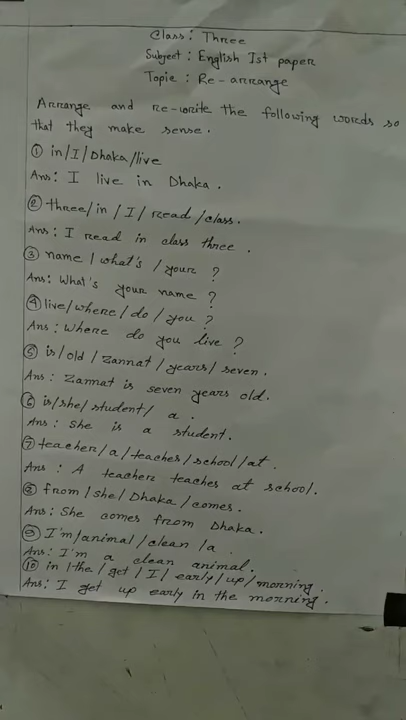 Class: Three
Subject: English Ist paper
Topie: Re-arrange
Arrange and re-write the following words so
that they make sense.
① in/I/Dhaka/live
Ans: I live in Dhaka.
② three/in/I/read/class.
Ans: I read in class three.
③ name/what's/your?
Ans: What's your name?
④ live/where/do/you?
Ans: Where do you live?
⑤ is/old/Zannat/years/seven.
Ans: Zannat is seven years old.
⑥ is/she/student/a.
Ans: She is a student.
⑦ teacher/a/teaches/school/at.
Ans: A teacher teaches at school.
⑧ from/she/Dhaka/comes.
Ans: She comes from Dhaka.
⑨ I'm/animal/clean/a.
Ans: I'm a clean animal.
⑩ in/the/get/I/early/up/morning.
Ans: I get up early in the morning.